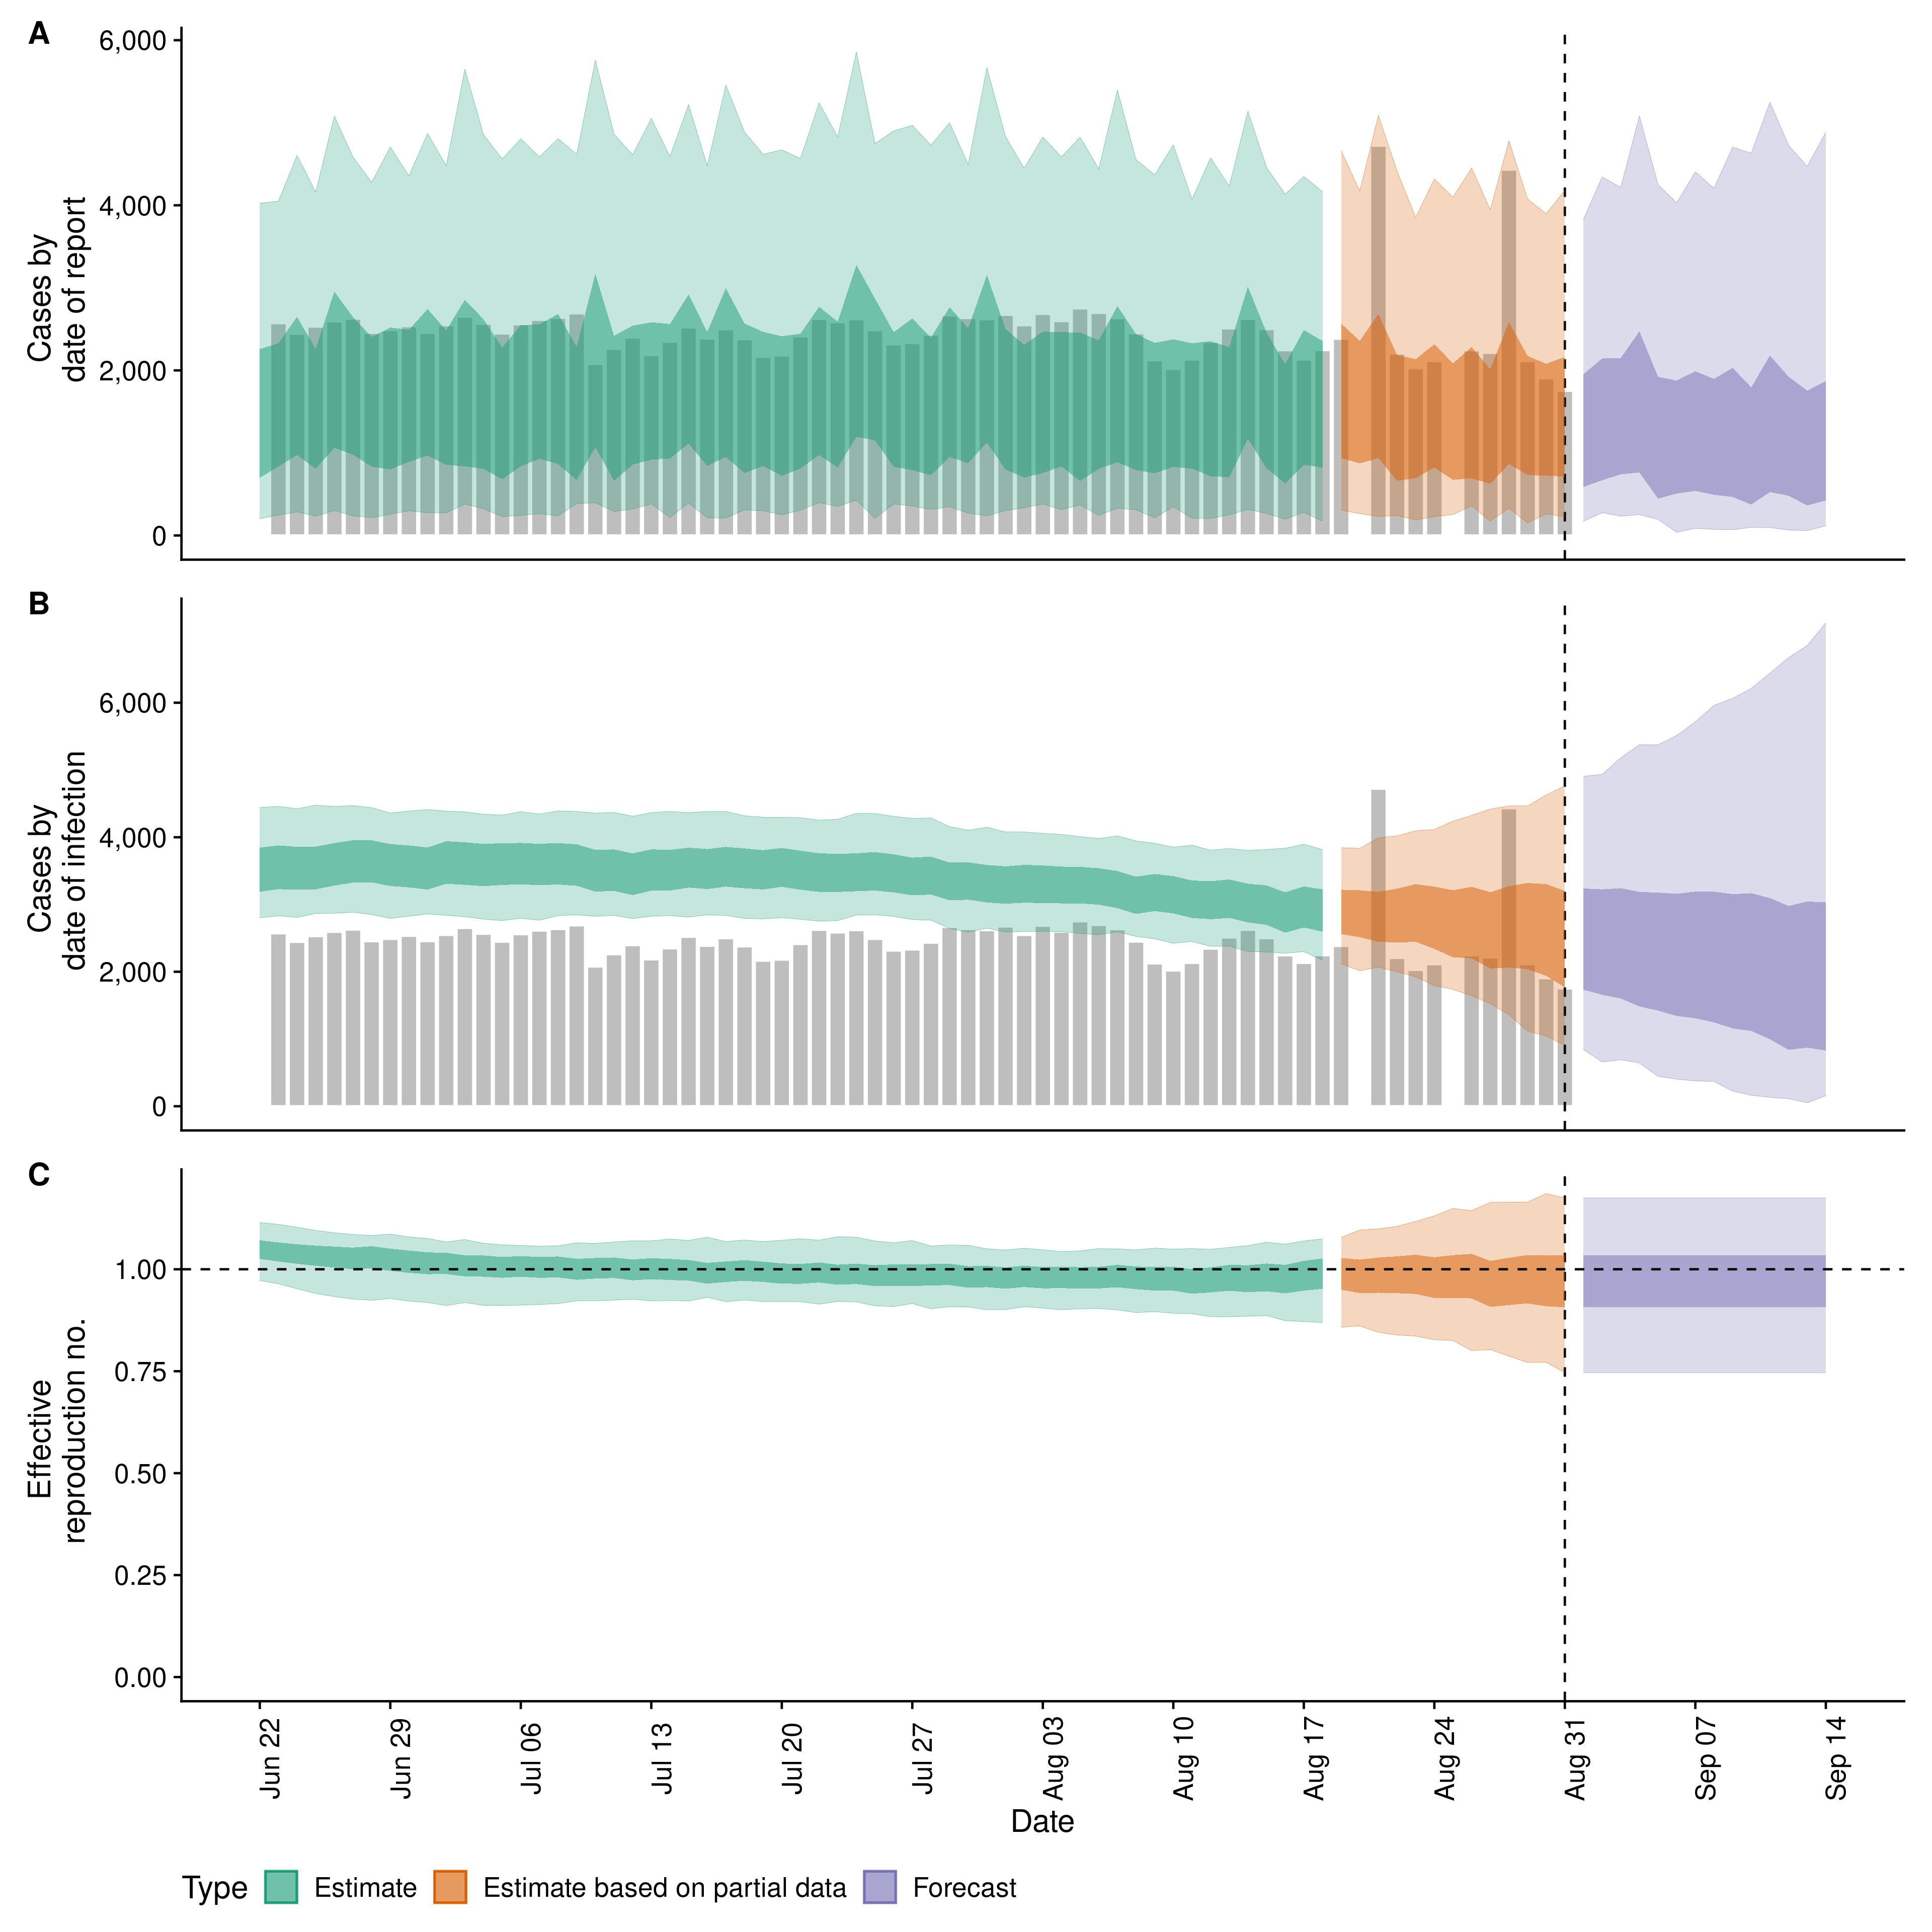 A
Cases by
date of report
6,000
4,000
2,000
0
B
Cases by
date of infection
6,000
4,000
2,000
0
C
Effective
reproduction no.
1.00
0.75
0.50
0.25
0.00
Jun 22
Jun 29
Jul 06
Jul 13
Jul 20
Jul 27
Aug 03
Aug 10
Aug 17
Aug 24
Aug 31
Sep 07
Sep 14
Date
Type Estimate Estimate based on partial data Forecast